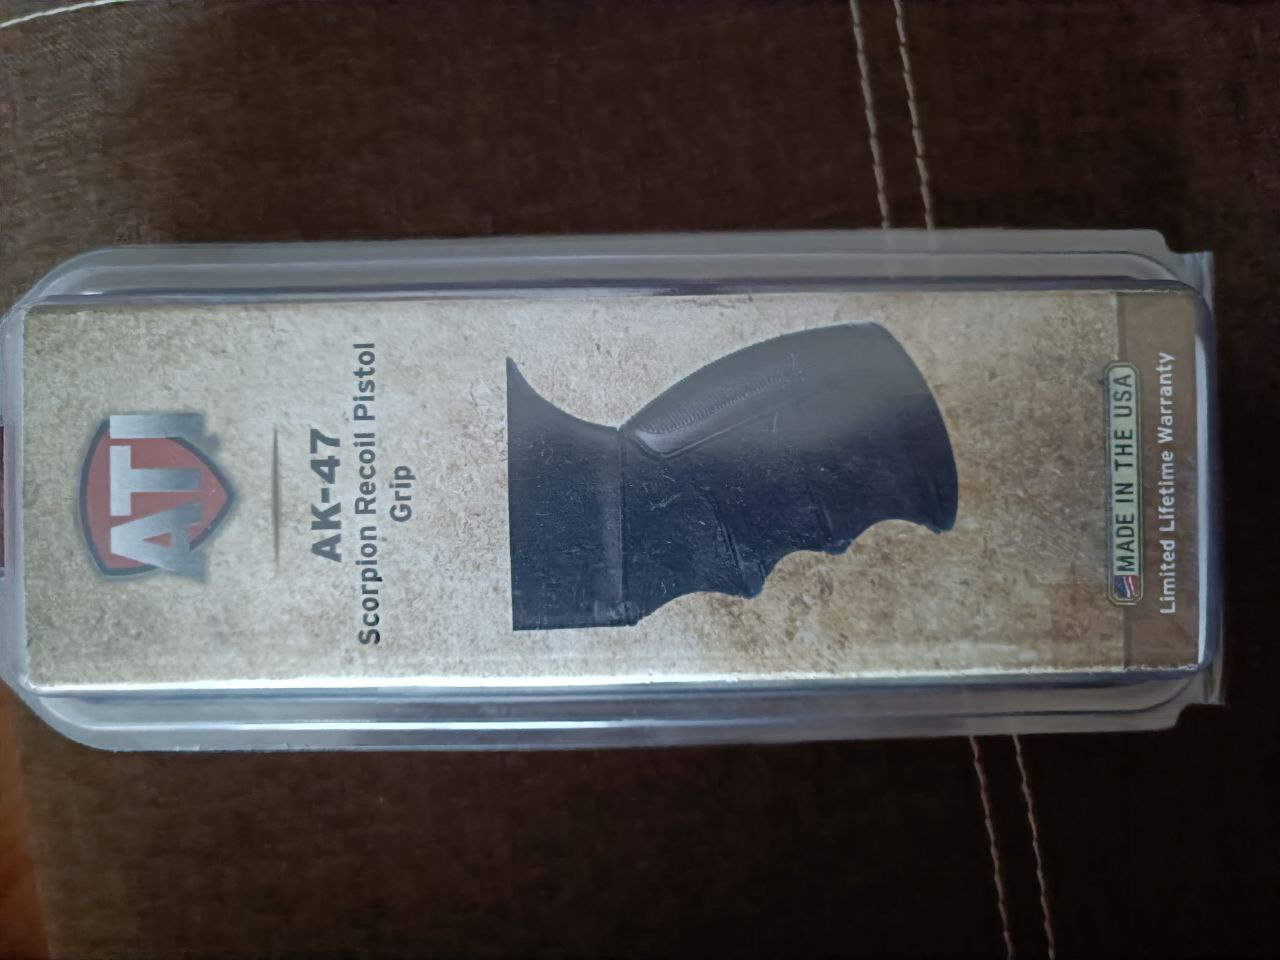 ATI
AK-47
Scorpion Recoil Pistol
Grip
MADE IN THE USA
Limited Lifetime Warranty